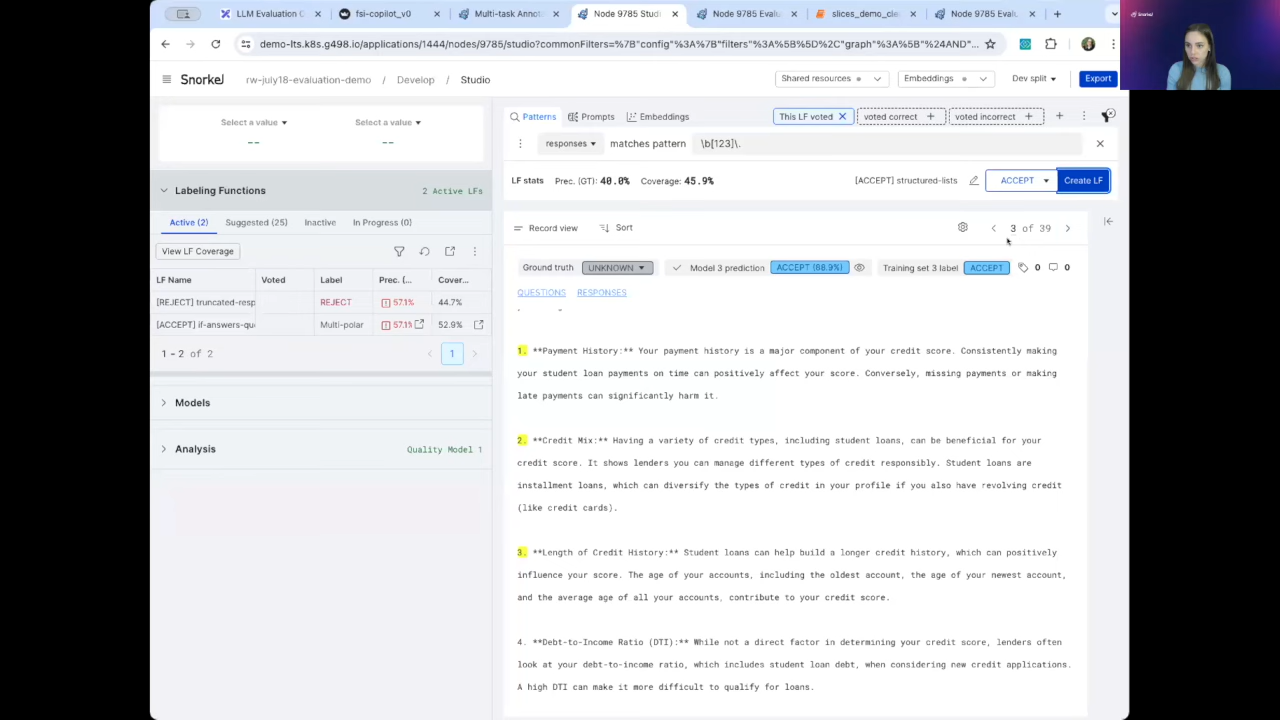 LLM Evaluation C
fsi-copilot_v0
Multi-task Annot
Node 9785 Studi
Node 9785 Evalu
slices_demo_clea
Node 9785 Evalu
demo-lts.k8s.g498.io/applications/1444/nodes/9785/studio?commonFilters=%7B"config"%3A%7B"filters"%3A%5B%5D%2C"graph"%3A%5B"%24AND"...
Snorkel
rw-july18-evaluation-demo / Develop / Studio
Shared resources
Embeddings
Dev split
Export
Select a value
Select a value
--
--
Patterns
Prompts
Embeddings
This LF voted
voted correct
voted incorrect
responses
matches pattern
\b[123]\.
LF stats Prec. (GT): 40.0% Coverage: 45.9%
[ACCEPT] structured-lists
ACCEPT
Create LF
Labeling Functions
2 Active LFs
Active (2)
Suggested (25)
Inactive
In Progress (0)
View LF Coverage
LF Name Voted Label Prec. (... Cover...
[REJECT] truncated-resp REJECT 57.1% 44.7%
[ACCEPT] if-answers-qu Multi-polar 57.1% 52.9%
1 - 2 of 2
1
Models
Analysis
Quality Model 1
Record view
Sort
3 of 39
Ground truth UNKNOWN
Model 3 prediction ACCEPT (68.9%)
Training set 3 label ACCEPT
0
0
QUESTIONS RESPONSES
1. **Payment History:** Your payment history is a major component of your credit score. Consistently making
your student loan payments on time can positively affect your score. Conversely, missing payments or making
late payments can significantly harm it.
2. **Credit Mix:** Having a variety of credit types, including student loans, can be beneficial for your
credit score. It shows lenders you can manage different types of credit responsibly. Student loans are
installment loans, which can diversify the types of credit in your profile if you also have revolving credit
(like credit cards).
3. **Length of Credit History:** Student loans can help build a longer credit history, which can positively
influence your score. The age of your accounts, including the oldest account, the age of your newest account,
and the average age of all your accounts, contribute to your credit score.
4. **Debt-to-Income Ratio (DTI):** While not a direct factor in determining your credit score, lenders often
look at your debt-to-income ratio, which includes student loan debt, when considering new credit applications.
A high DTI can make it more difficult to qualify for loans.
Snorkel